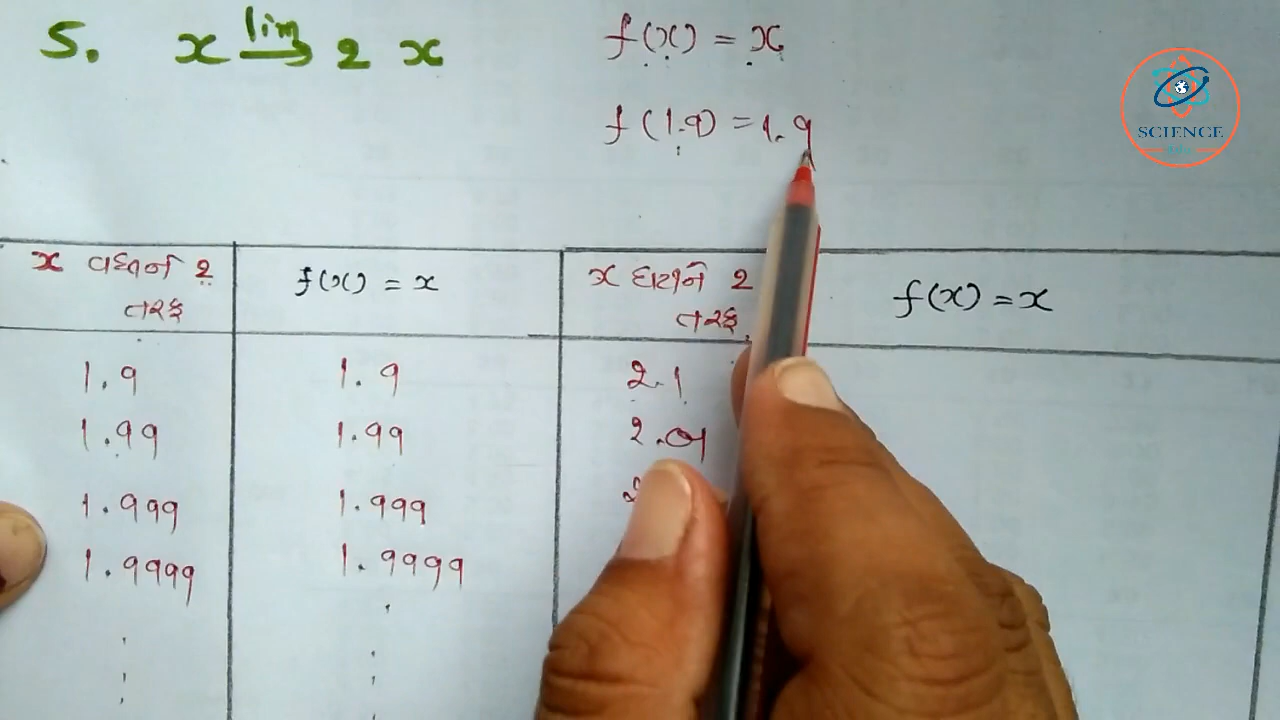 5. x lim→ 2 x
f(x) = x
f(1.9) = 1.9
SCIENCE
x વધીને 2 તરફ
f(x) = x
x ઘટીને 2 તરફ
f(x) = x
1.9 1.9 2.1
1.99 1.99 2.01
1.999 1.999 2
1.9999 1.9999